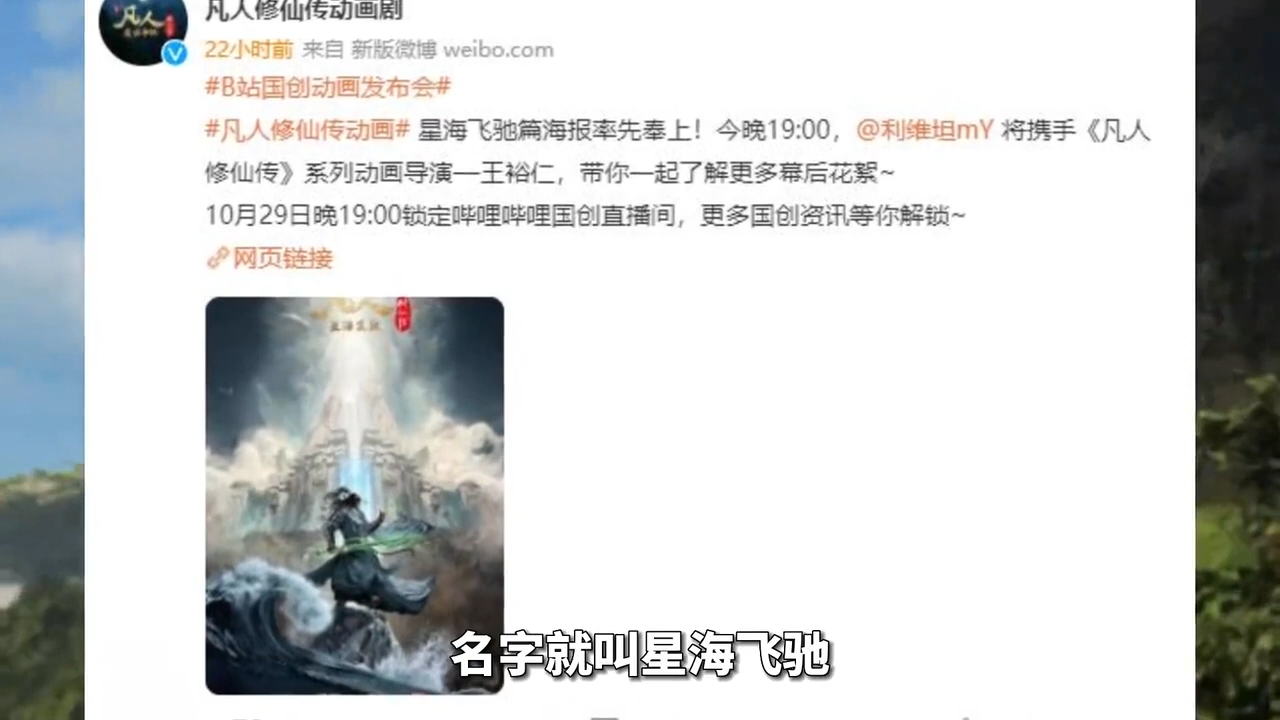 凡人修仙传动画剧
22小时前 来自 新版微博 weibo.com
#B站国创动画发布会#
#凡人修仙传动画# 星海飞驰篇海报率先奉上！今晚19:00，@利维坦mY 将携手《凡人
修仙传》系列动画导演—王裕仁，带你一起了解更多幕后花絮~
10月29日晚19:00锁定哔哩哔哩国创直播间，更多国创资讯等你解锁~
网页链接
名字就叫星海飞驰